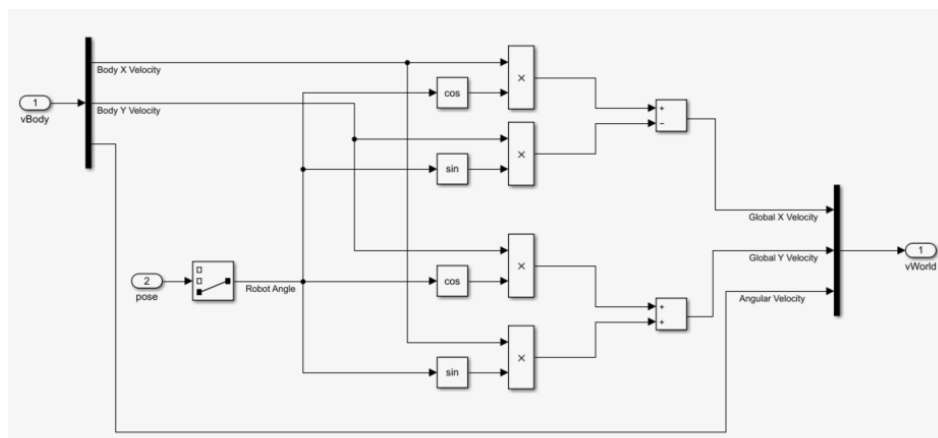 Body X Velocity
cos
×
+
−
1
vBody
Body Y Velocity
sin
×
Global X Velocity
1
vWorld
Global Y Velocity
×
2
pose
Robot Angle
cos
Angular Velocity
+
+
×
sin